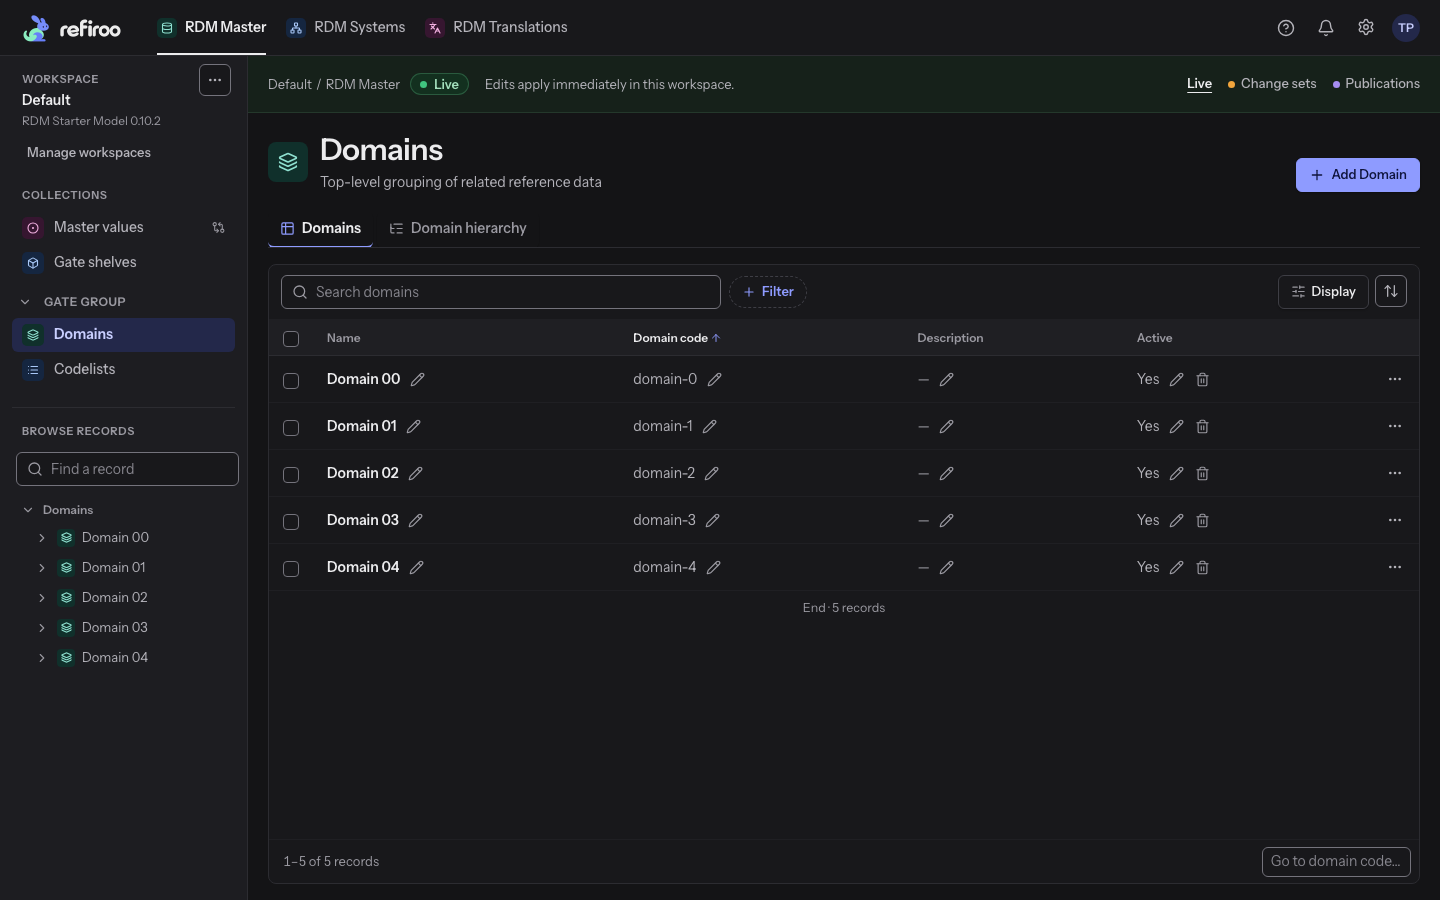 refiroo
RDM Master
RDM Systems
RDM Translations
TP
WORKSPACE
Default
RDM Starter Model 0.10.2
Manage workspaces
COLLECTIONS
Master values
Gate shelves
GATE GROUP
Domains
Codelists
BROWSE RECORDS
Find a record
Domains
Domain 00
Domain 01
Domain 02
Domain 03
Domain 04
Default / RDM Master
Live
Edits apply immediately in this workspace.
Live
Change sets
Publications
Domains
Top-level grouping of related reference data
Add Domain
Domains
Domain hierarchy
Search domains
Filter
Display
Name Domain code Description Active
Domain 00 domain-0 — Yes
Domain 01 domain-1 — Yes
Domain 02 domain-2 — Yes
Domain 03 domain-3 — Yes
Domain 04 domain-4 — Yes
End · 5 records
1–5 of 5 records
Go to domain code...